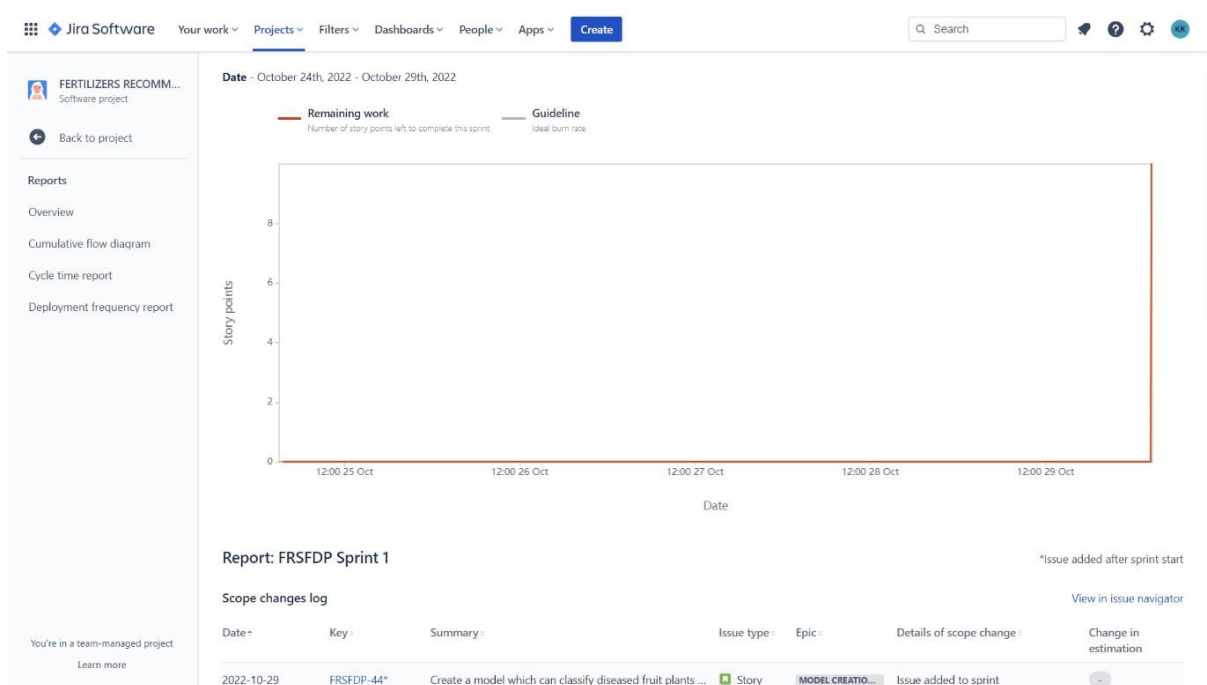 Jira Software Your work Projects Filters Dashboards People Apps Create Search KK
FERTILIZERS RECOMM...
Software project
Back to project
Reports
Overview
Cumulative flow diagram
Cycle time report
Deployment frequency report
You're in a team-managed project
Learn more
Date - October 24th, 2022 - October 29th, 2022
Remaining work
Number of story points left to complete this sprint
Guideline
Ideal burn rate
Story points
8
6
4
2
0
12:00 25 Oct 12:00 26 Oct 12:00 27 Oct 12:00 28 Oct 12:00 29 Oct
Date
Report: FRSFDP Sprint 1
*Issue added after sprint start
Scope changes log
View in issue navigator
Date Key Summary Issue type Epic Details of scope change Change in
estimation
2022-10-29 FRSFDP-44* Create a model which can classify diseased fruit plants ... Story MODEL CREATIO... Issue added to sprint -